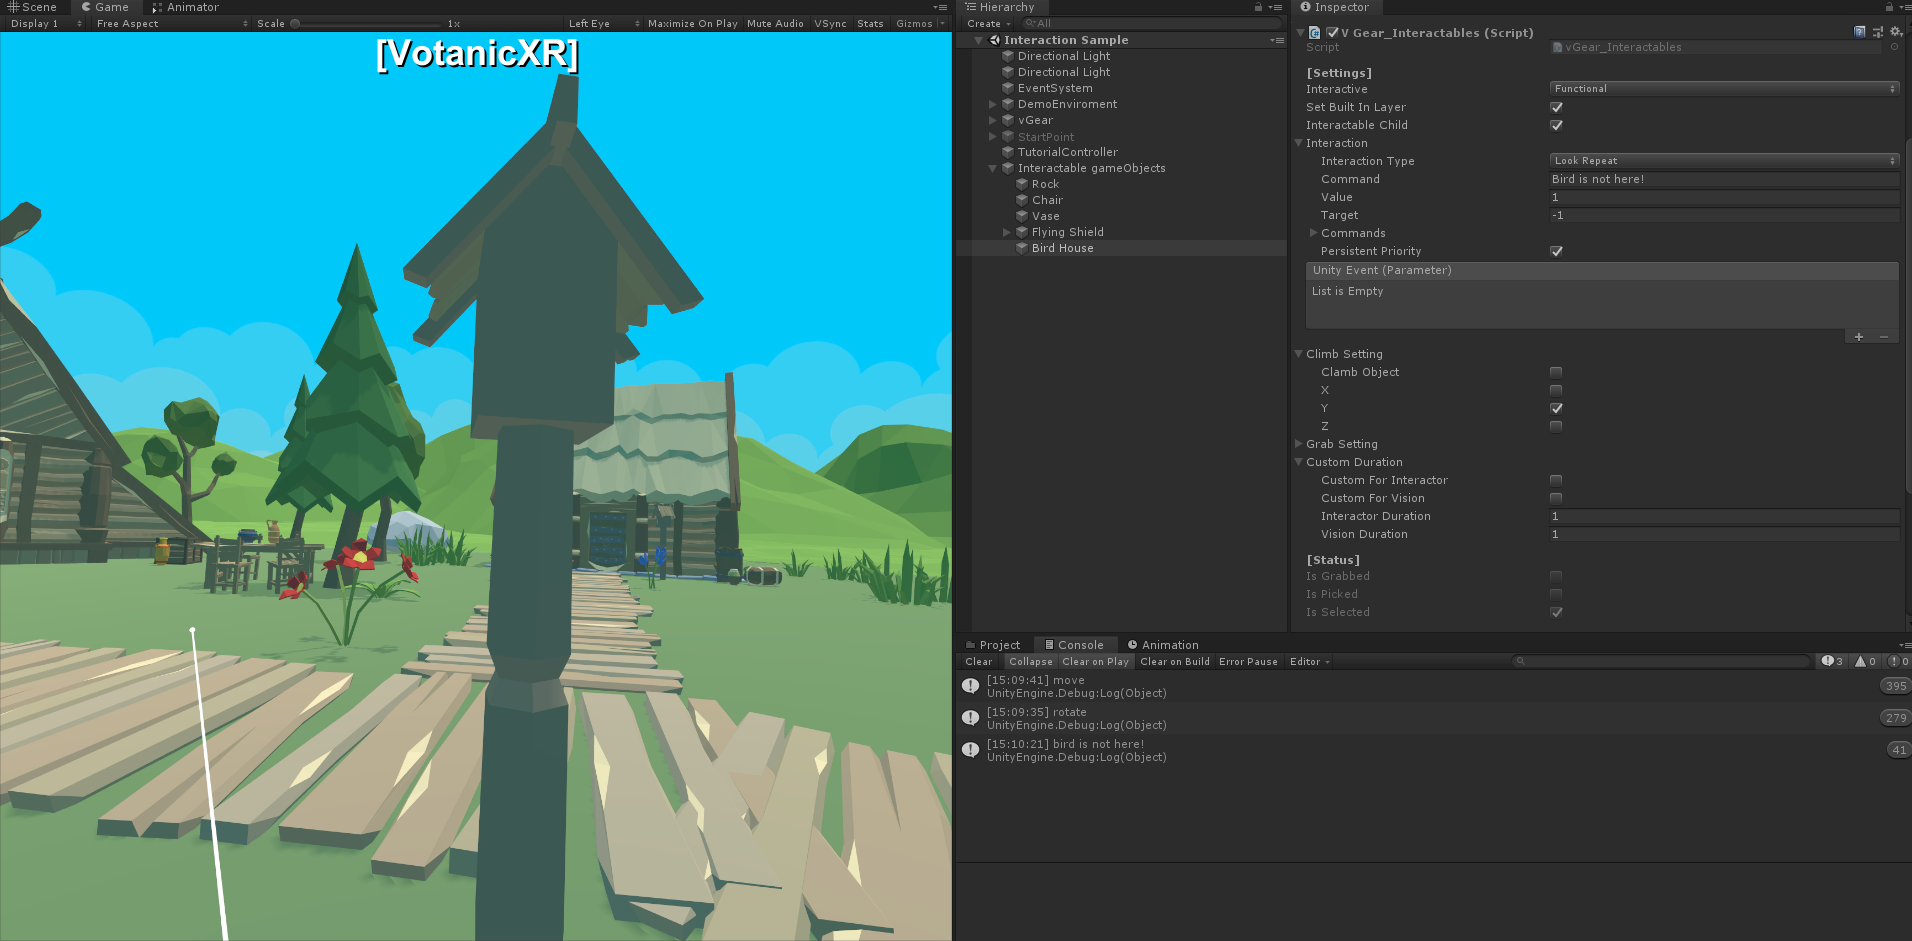 Scene Game Animator
Display 1 Free Aspect Scale 1x Left Eye Maximize On Play Mute Audio VSync Stats Gizmos
[VotanicXR]
Hierarchy
Create All
Interaction Sample
Directional Light
Directional Light
EventSystem
DemoEnviroment
vGear
StartPoint
TutorialController
Interactable gameObjects
Rock
Chair
Vase
Flying Shield
Bird House
Inspector
V Gear_Interactables (Script)
Script vGear_Interactables
[Settings]
Interactive Functional
Set Built In Layer
Interactable Child
Interaction
Interaction Type Look Repeat
Command Bird is not here!
Value 1
Target -1
Commands
Persistent Priority
Unity Event (Parameter)
List is Empty
Climb Setting
Clamb Object
X
Y
Z
Grab Setting
Custom Duration
Custom For Interactor
Custom For Vision
Interactor Duration 1
Vision Duration 1
[Status]
Is Grabbed
Is Picked
Is Selected
Project Console Animation
Clear Collapse Clear on Play Clear on Build Error Pause Editor 3 0 0
[15:09:41] move
UnityEngine.Debug:Log(Object) 395
[15:09:35] rotate
UnityEngine.Debug:Log(Object) 279
[15:10:21] bird is not here!
UnityEngine.Debug:Log(Object) 41